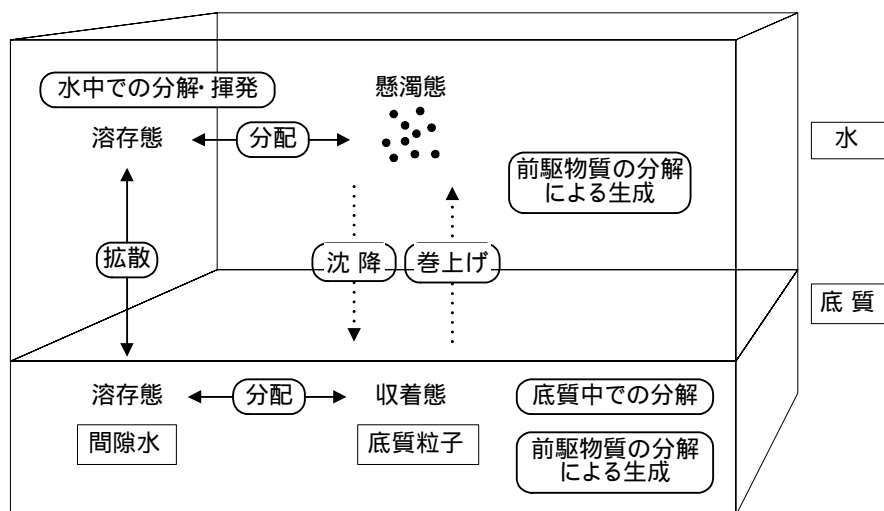 水中での分解・揮発
懸濁態
溶存態
分配
水
前駆物質の分解
による生成
拡散
沈 降
巻上げ
底 質
溶存態
分配
収着態
底質中での分解
間隙水
底質粒子
前駆物質の分解
による生成